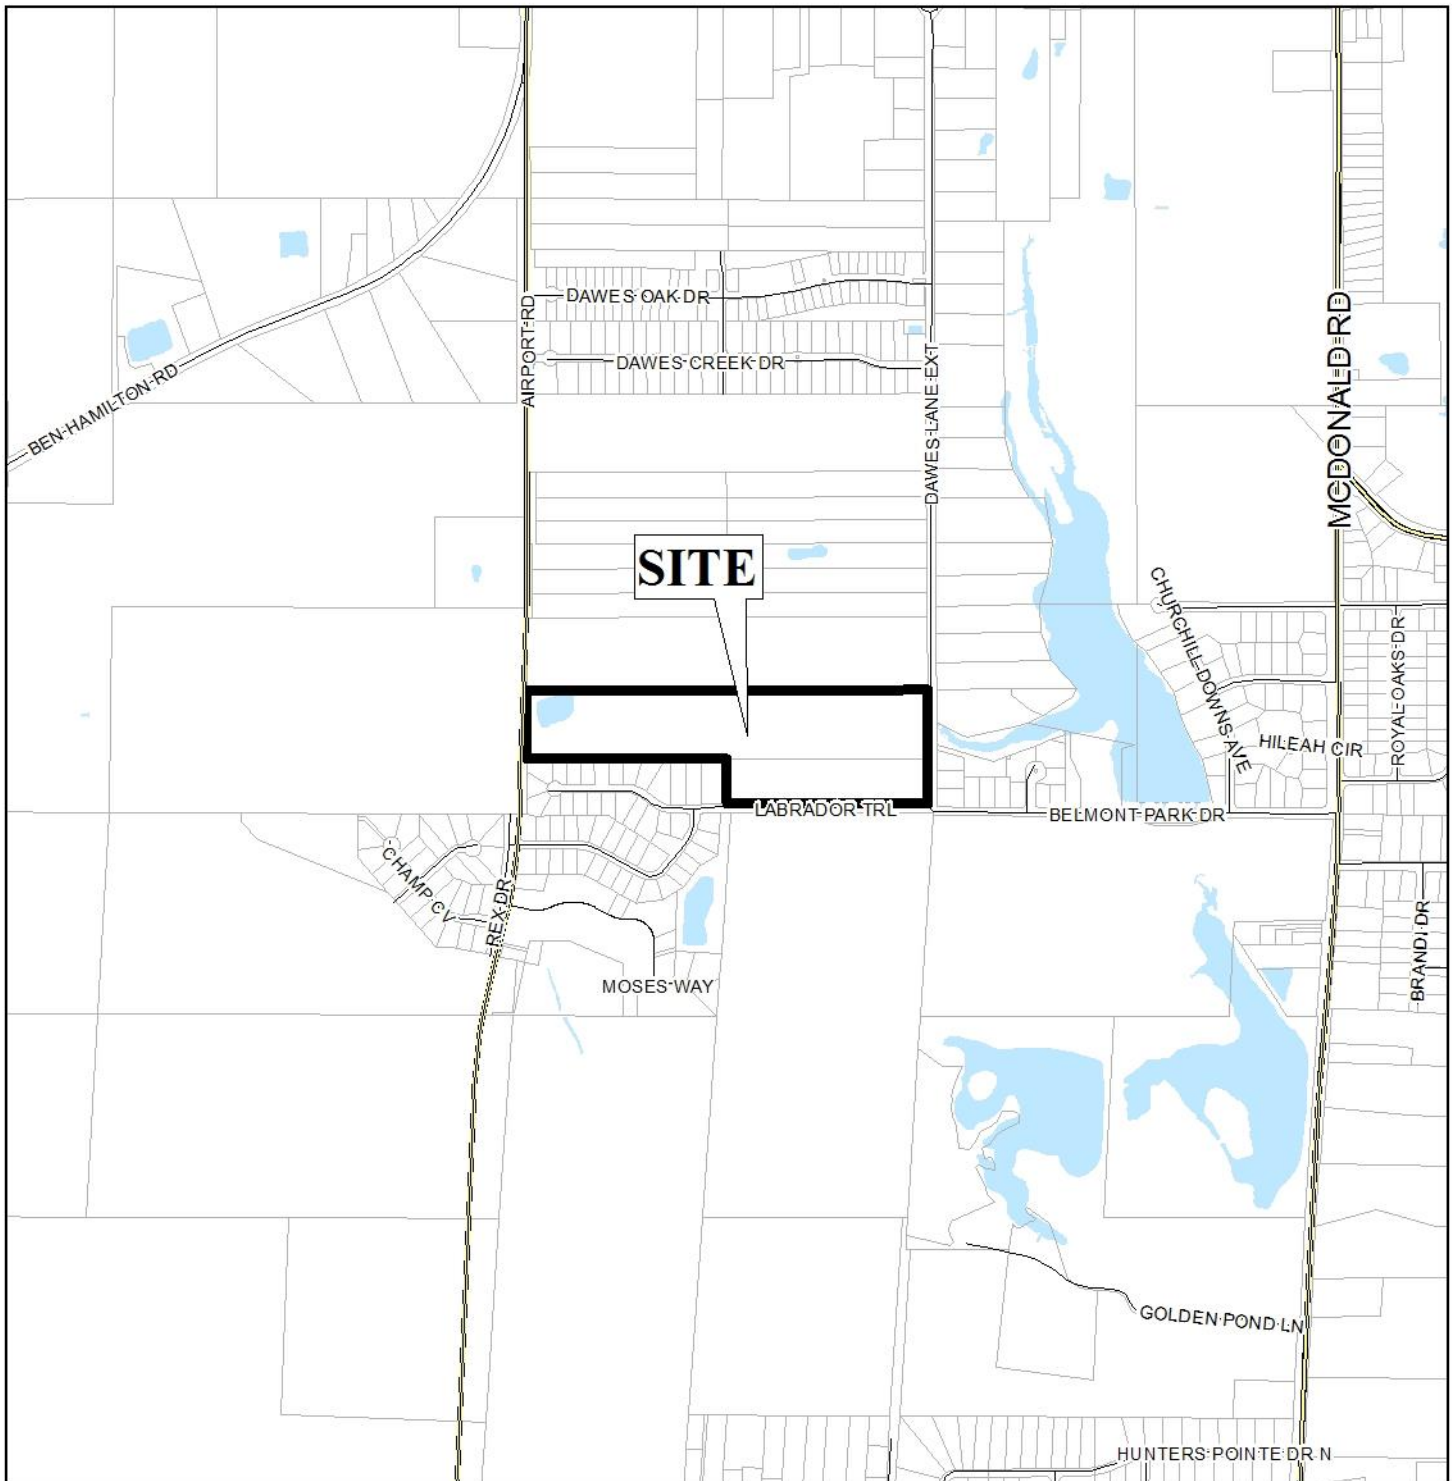 DAWES OAK DR
AIRPORT RD
DAWES CREEK DR
MCDONALD RD
DAWES LANE EXT
BEN HAMILTON RD
SITE
CHURCHILL DOWNS AVE
ROYAL OAKS DR
HILEAH CIR
LABRADOR TRL
BELMONT PARK DR
CHAMP CV
REX DR
BRANDI DR
MOSES WAY
GOLDEN POND LN
HUNTERS POINTE DR N